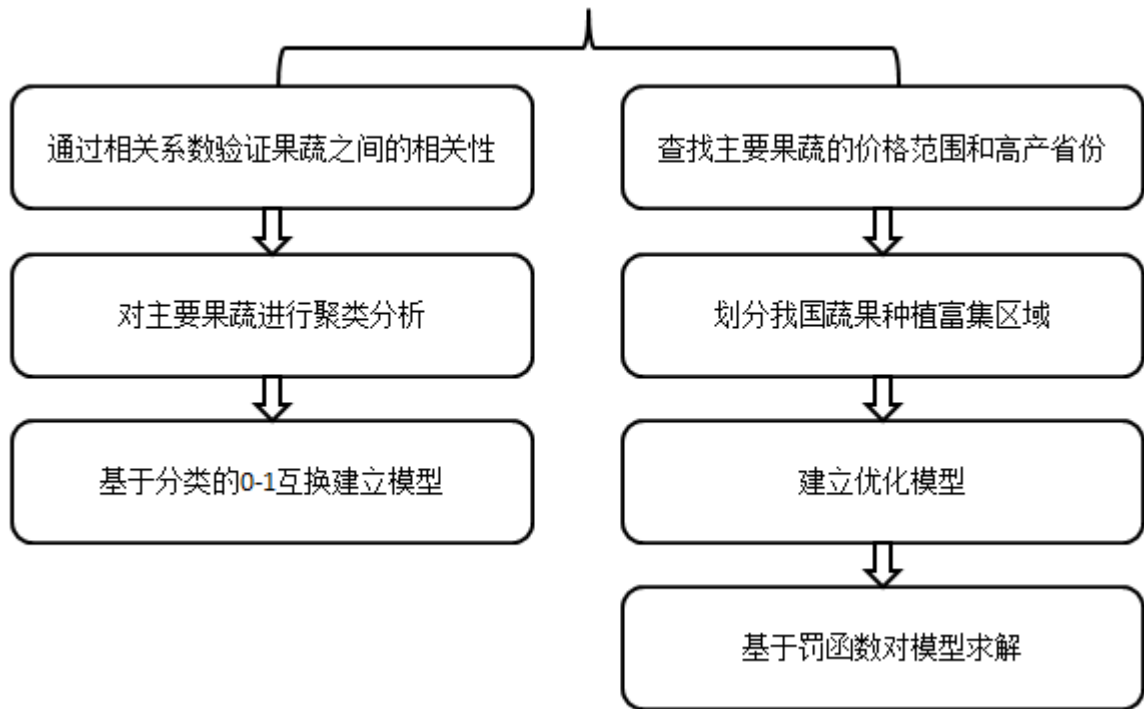 通过相关系数验证果蔬之间的相关性
对主要果蔬进行聚类分析
基于分类的0-1互换建立模型
查找主要果蔬的价格范围和高产省份
划分我国蔬果种植富集区域
建立优化模型
基于罚函数对模型求解